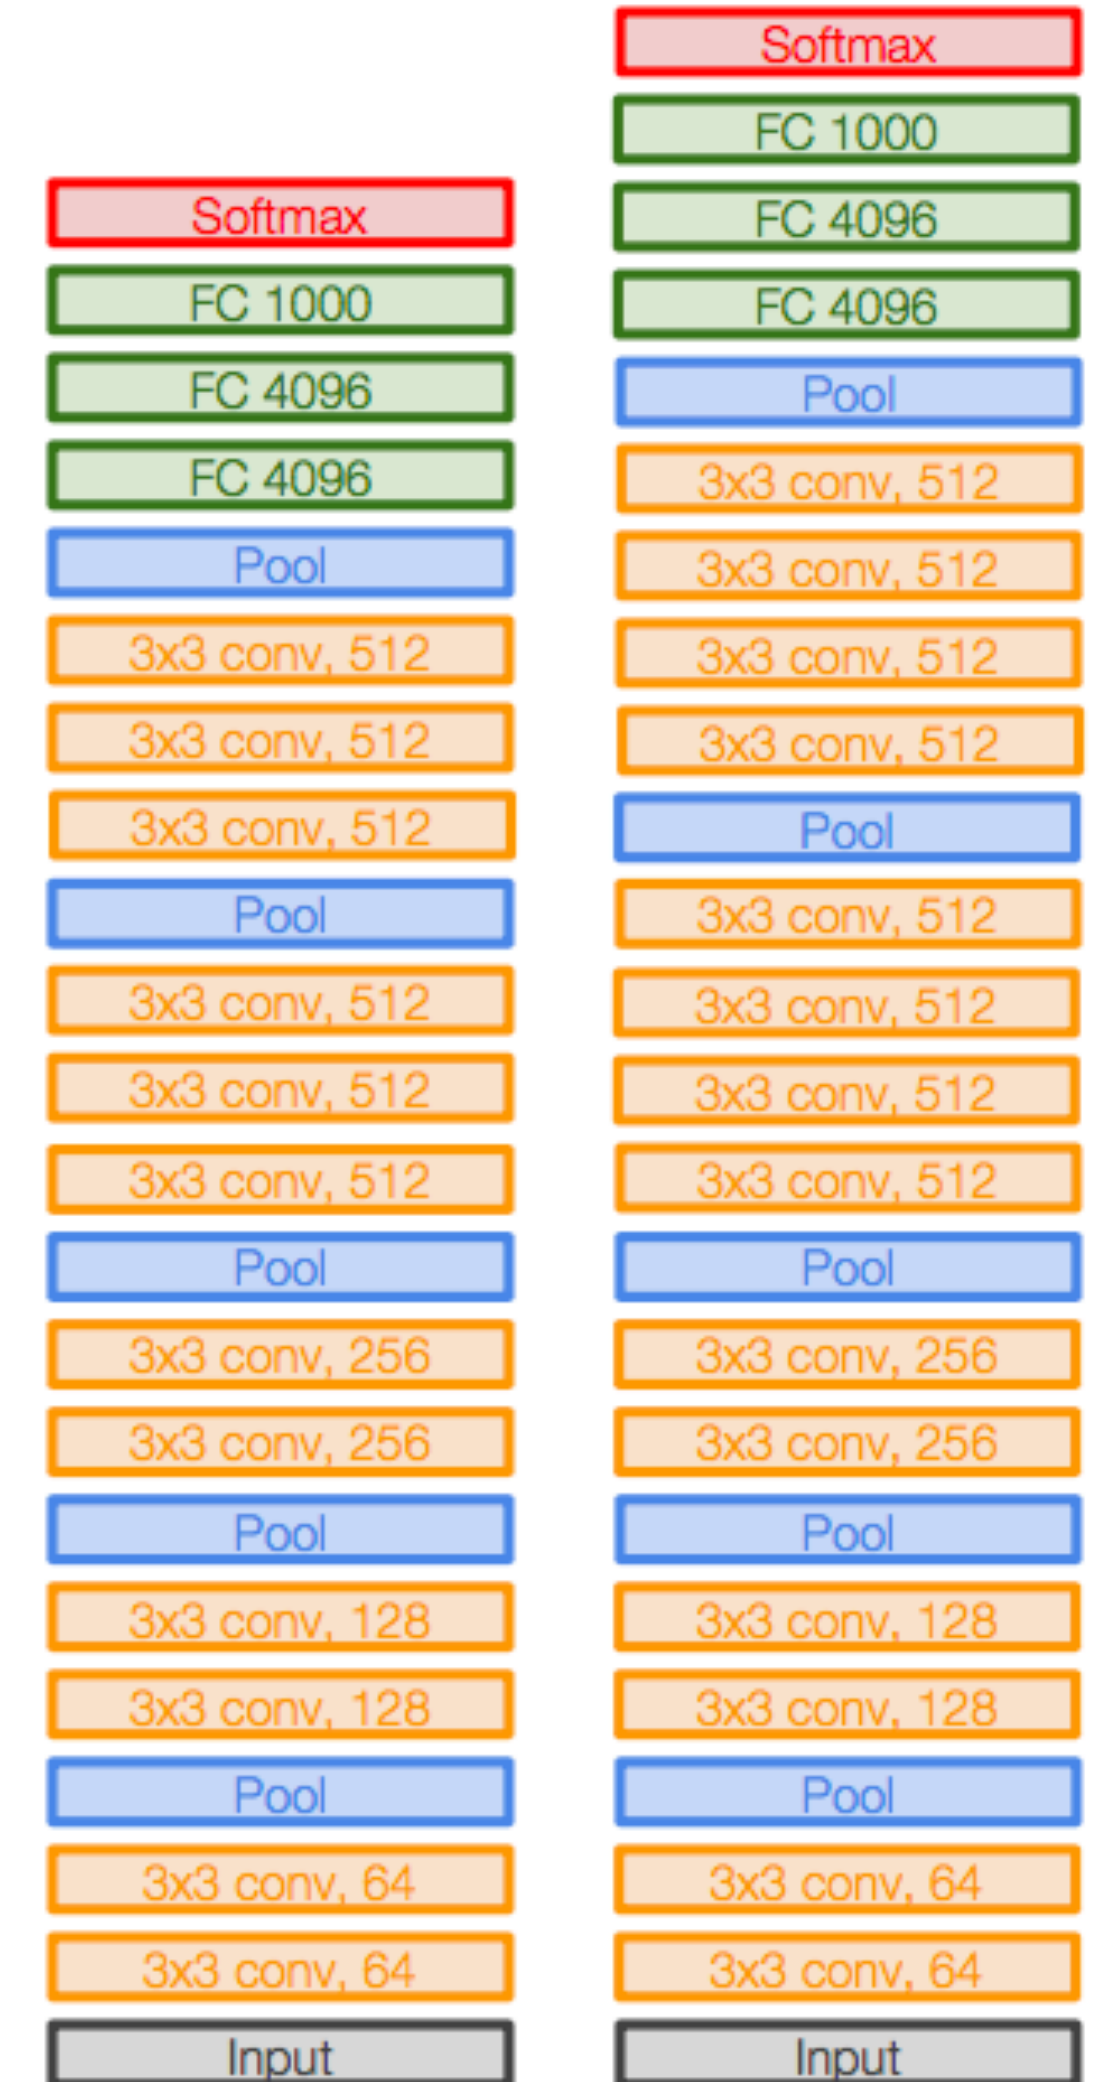 Softmax
FC 1000
FC 4096
FC 4096
Pool
3x3 conv, 512
3x3 conv, 512
3x3 conv, 512
Pool
3x3 conv, 512
3x3 conv, 512
3x3 conv, 512
Pool
3x3 conv, 256
3x3 conv, 256
Pool
3x3 conv, 128
3x3 conv, 128
Pool
3x3 conv, 64
3x3 conv, 64
Input
Softmax
FC 1000
FC 4096
FC 4096
Pool
3x3 conv, 512
3x3 conv, 512
3x3 conv, 512
3x3 conv, 512
Pool
3x3 conv, 512
3x3 conv, 512
3x3 conv, 512
3x3 conv, 512
Pool
3x3 conv, 256
3x3 conv, 256
Pool
3x3 conv, 128
3x3 conv, 128
Pool
3x3 conv, 64
3x3 conv, 64
Input